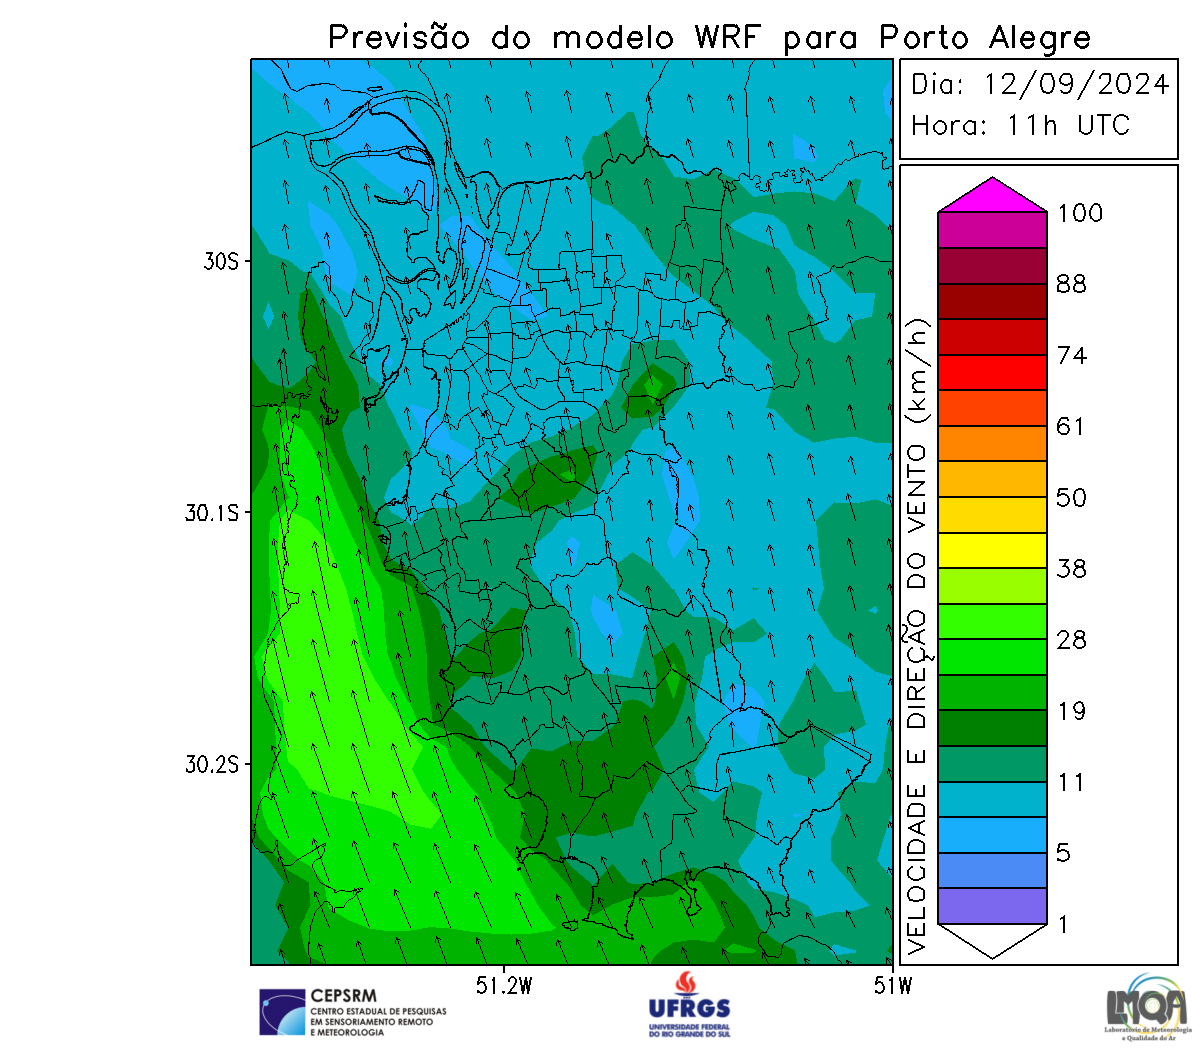 Previsão do modelo WRF para Porto Alegre
Dia: 12/09/2024
Hora: 11h UTC
30S
30.1S
30.2S
51.2W
51W
VELOCIDADE E DIREÇÃO DO VENTO (km/h)
100
88
74
61
50
38
28
19
11
5
1
CEPSRM
CENTRO ESTADUAL DE PESQUISAS
EM SENSORIAMENTO REMOTO
E METEOROLOGIA
UFRGS
UNIVERSIDADE FEDERAL
DO RIO GRANDE DO SUL
LMQA
Laboratório de Meteorologia
e Qualidade do Ar